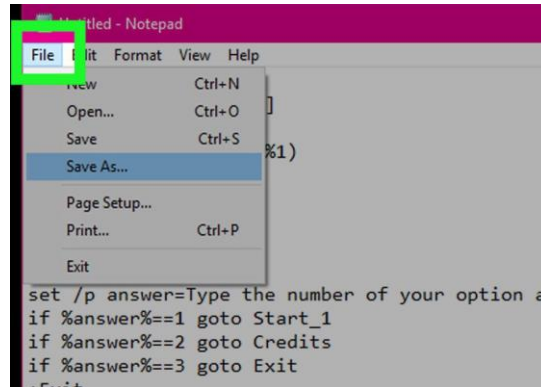 Untitled - Notepad
File Edit Format View Help
New Ctrl+N
Open... Ctrl+O
]
Save Ctrl+S
%1)
Save As...
Page Setup...
Print... Ctrl+P
Exit
set /p answer=Type the number of your option
if %answer%==1 goto Start_1
if %answer%==2 goto Credits
if %answer%==3 goto Exit
:Exit